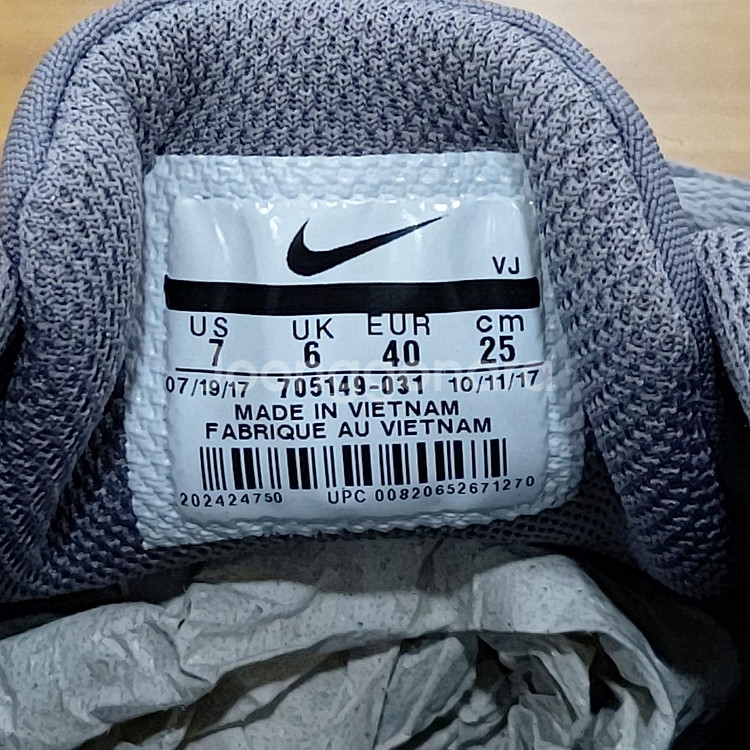 VJ
US UK EUR cm
7 6 40 25
07/19/17 705149-031 10/11/17
MADE IN VIETNAM
FABRIQUE AU VIETNAM
202424750 UPC 00820652671270